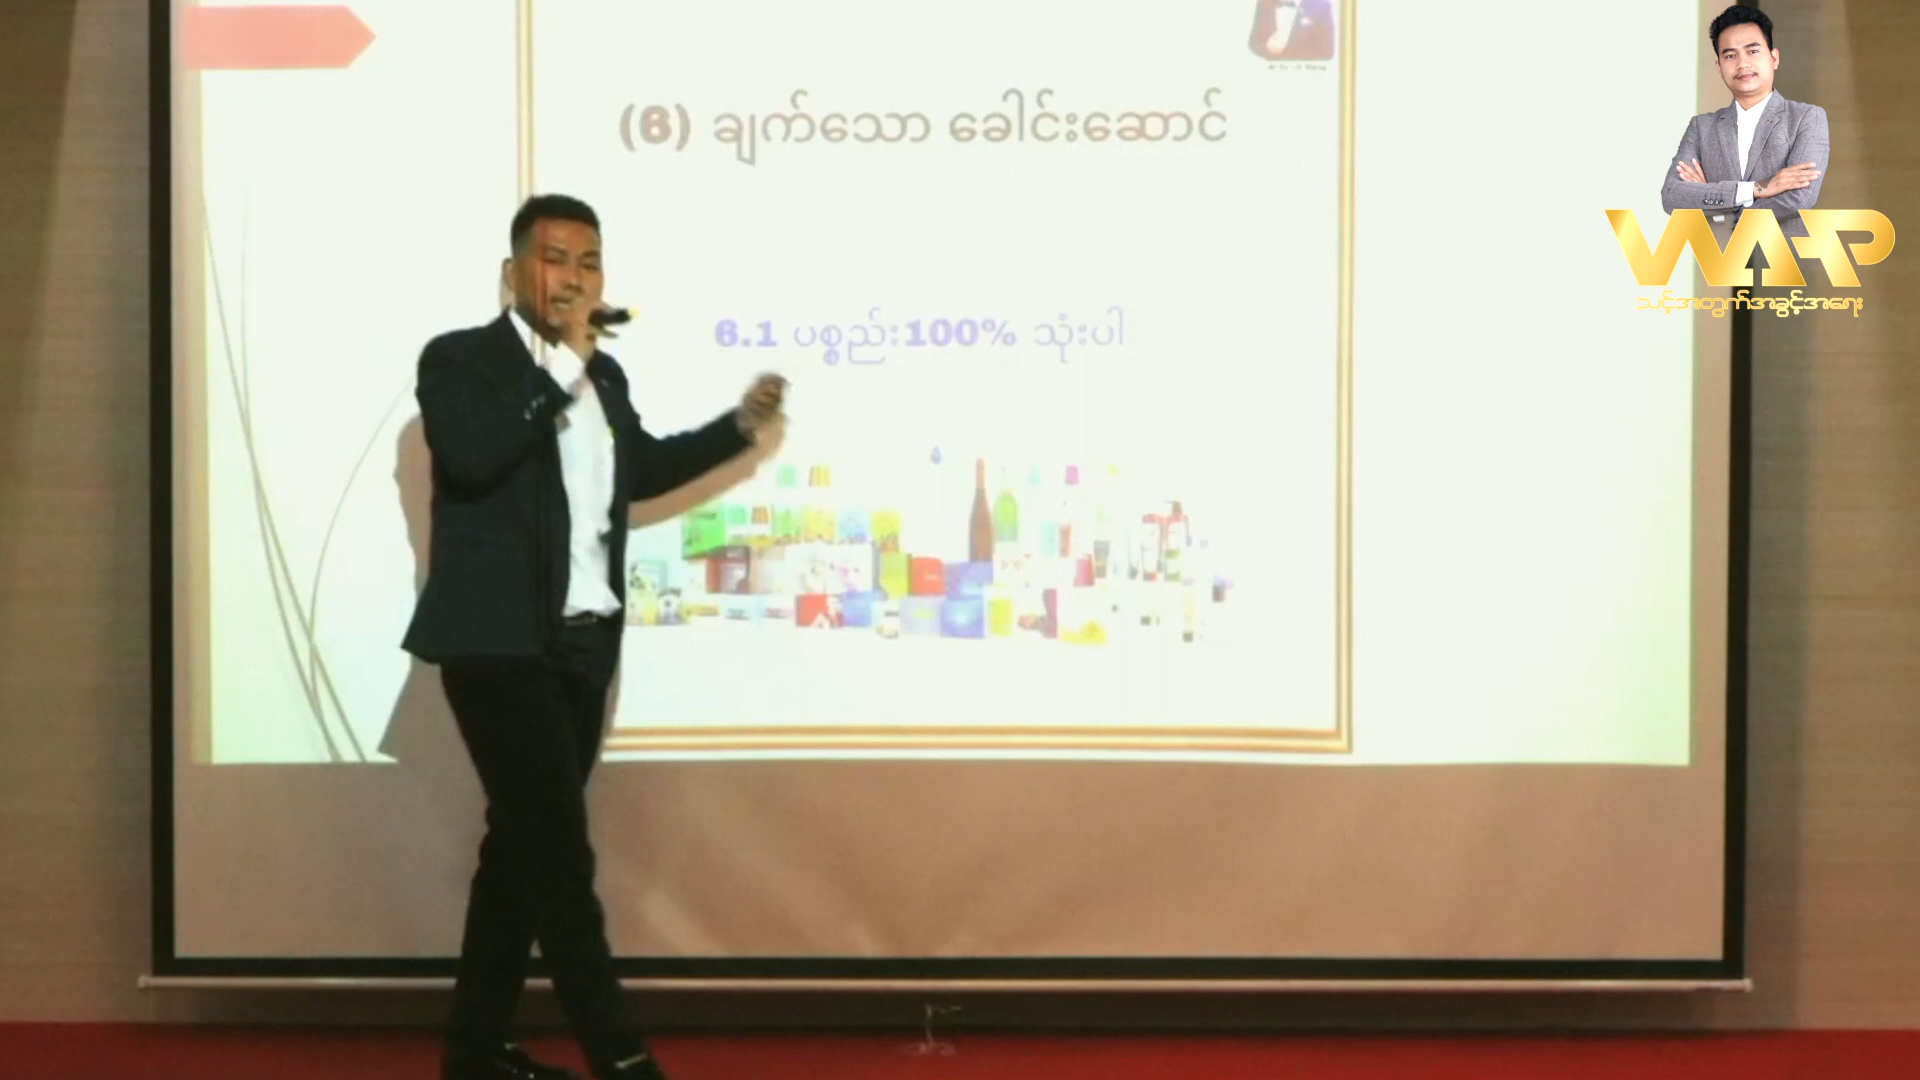 (6) ချက်သော ခေါင်းဆောင်
6.1 ပစ္စည်း100% သုံးပါ
WAP
သင့်အတွက်အခွင့်အရေး